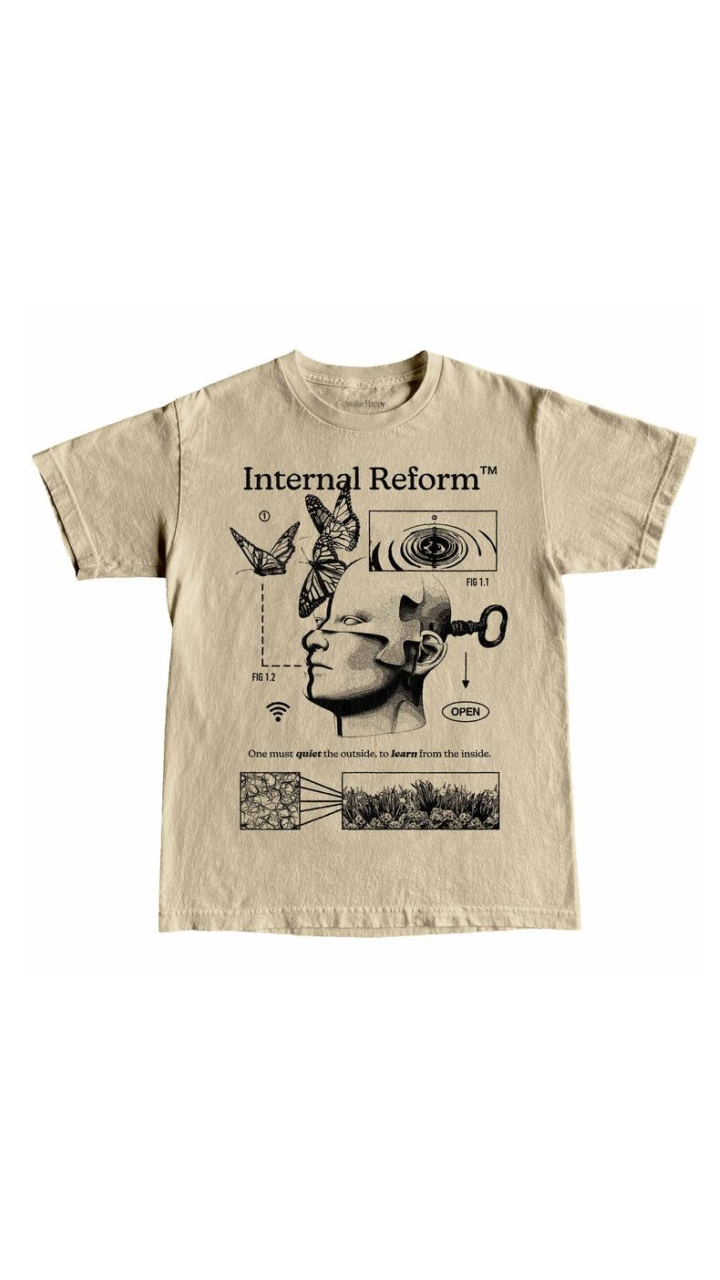 Internal Reform™
①
FIG 1.1
FIG 1.2
OPEN
One must quiet the outside, to learn from the inside.